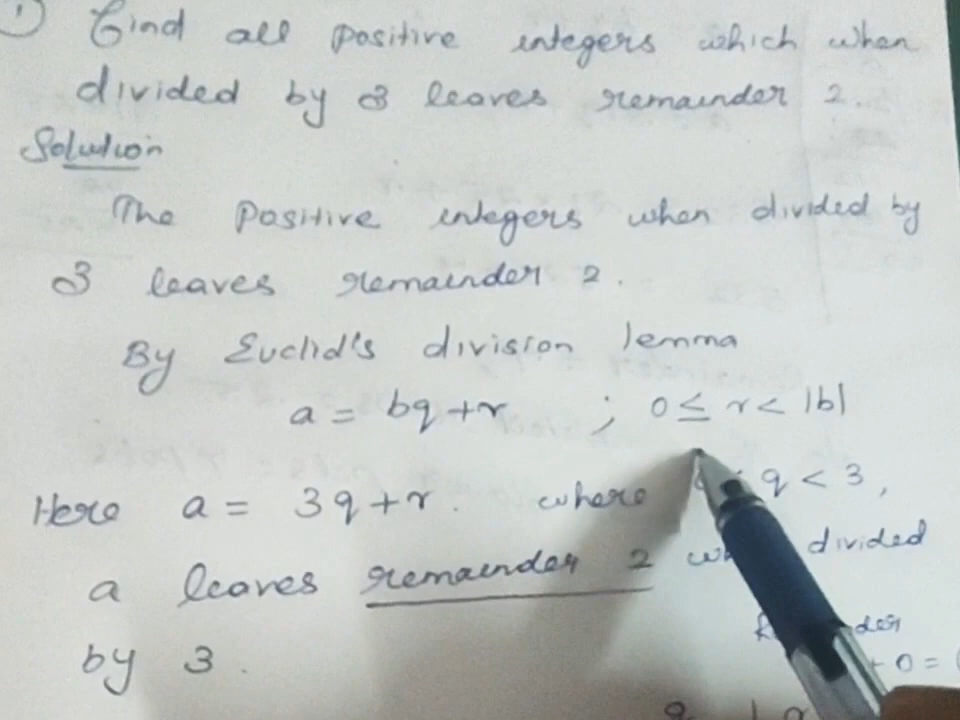 1) Find all positive integers which when
divided by 3 leaves remainder 2.
Solution
The positive integers when divided by
3 leaves remainder 2.
By Euclid's division lemma
a = bq + r ; 0 ≤ r < |b|
Here a = 3q + r. where q < 3,
a leaves remainder 2 divided
by 3.
+ 0 =